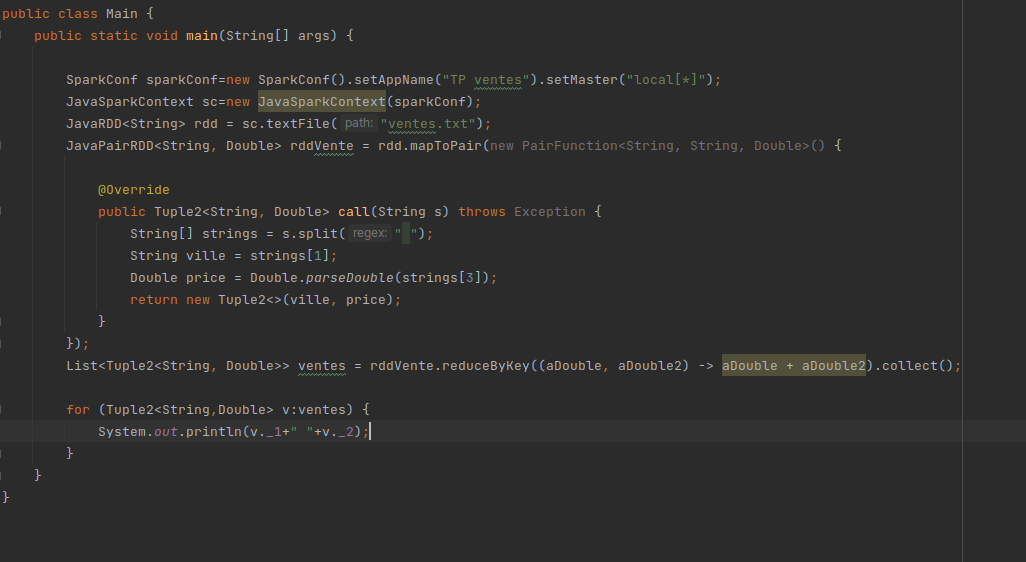 public class Main {
public static void main(String[] args) {
SparkConf sparkConf=new SparkConf().setAppName("TP ventes").setMaster("local[*]");
JavaSparkContext sc=new JavaSparkContext(sparkConf);
JavaRDD<String> rdd = sc.textFile( path: "ventes.txt");
JavaPairRDD<String, Double> rddVente = rdd.mapToPair(new PairFunction<String, String, Double>() {
@Override
public Tuple2<String, Double> call(String s) throws Exception {
String[] strings = s.split( regex: " ");
String ville = strings[1];
Double price = Double.parseDouble(strings[3]);
return new Tuple2<>(ville, price);
}
});
List<Tuple2<String, Double>> ventes = rddVente.reduceByKey((aDouble, aDouble2) -> aDouble + aDouble2).collect();
for (Tuple2<String,Double> v:ventes) {
System.out.println(v._1+" "+v._2);
}
}
}